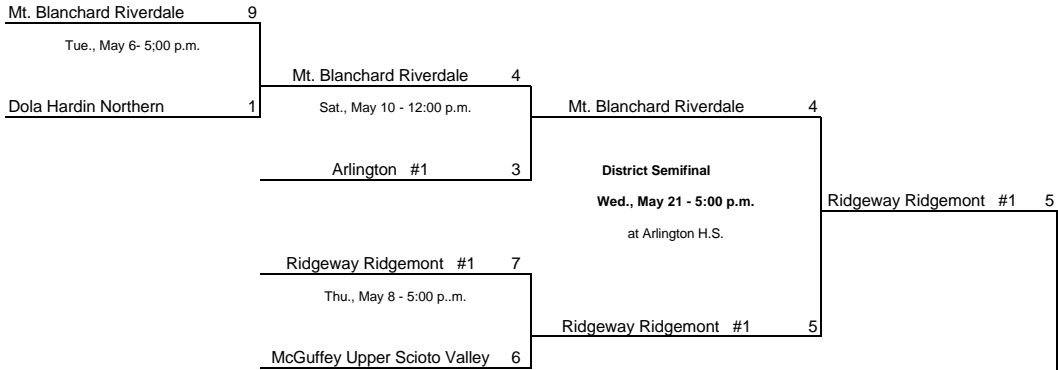 Mt. Blanchard Riverdale 9
Tue., May 6- 5;00 p.m.
Mt. Blanchard Riverdale 4
Dola Hardin Northern 1
Sat., May 10 - 12:00 p.m.
Mt. Blanchard Riverdale 4
Arlington #1 3
District Semifinal
Wed., May 21 - 5:00 p.m.
Ridgeway Ridgemont #1 5
at Arlington H.S.
Ridgeway Ridgemont #1 7
Thu., May 8 - 5:00 p..m.
Ridgeway Ridgemont #1 5
McGuffey Upper Scioto Valley 6